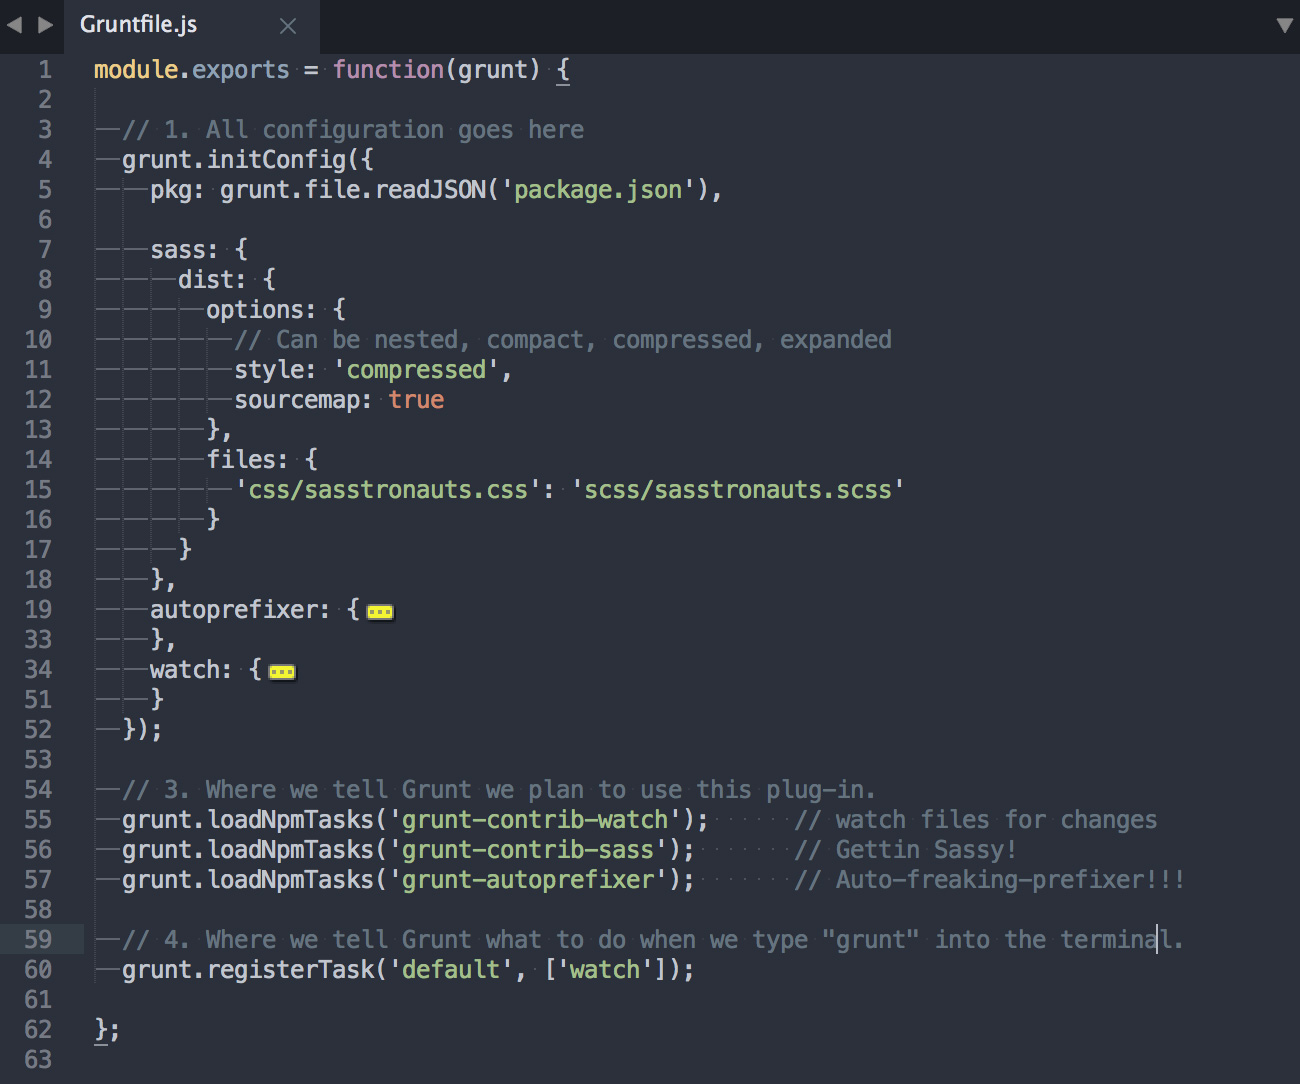 Gruntfile.js
1 module.exports = function(grunt) {
2
3 // 1. All configuration goes here
4 grunt.initConfig({
5 pkg: grunt.file.readJSON('package.json'),
6
7 sass: {
8 dist: {
9 options: {
10 // Can be nested, compact, compressed, expanded
11 style: 'compressed',
12 sourcemap: true
13 },
14 files: {
15 'css/sasstronauts.css': 'scss/sasstronauts.scss'
16 }
17 }
18 },
19 autoprefixer: {
33 },
34 watch: {
51 }
52 });
53
54 // 3. Where we tell Grunt we plan to use this plug-in.
55 grunt.loadNpmTasks('grunt-contrib-watch'); // watch files for changes
56 grunt.loadNpmTasks('grunt-contrib-sass'); // Gettin Sassy!
57 grunt.loadNpmTasks('grunt-autoprefixer'); // Auto-freaking-prefixer!!!
58
59 // 4. Where we tell Grunt what to do when we type "grunt" into the terminal.
60 grunt.registerTask('default', ['watch']);
61
62 };
63